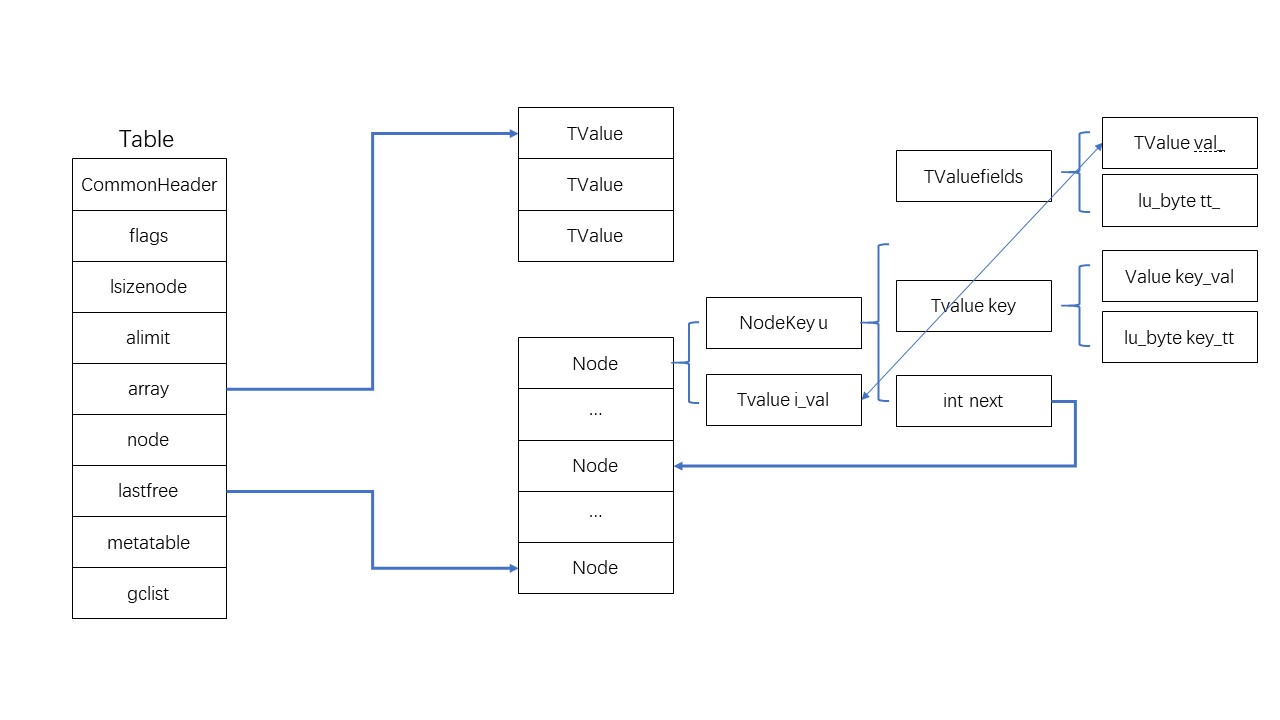 Table
CommonHeader
flags
lsizenode
alimit
array
node
lastfree
metatable
gclist
TValue
TValue
TValue
Node
...
Node
...
Node
NodeKey u
Tvalue i_val
TValuefields
Tvalue key
int next
TValue val_
lu_byte tt_
Value key_val
lu_byte key_tt